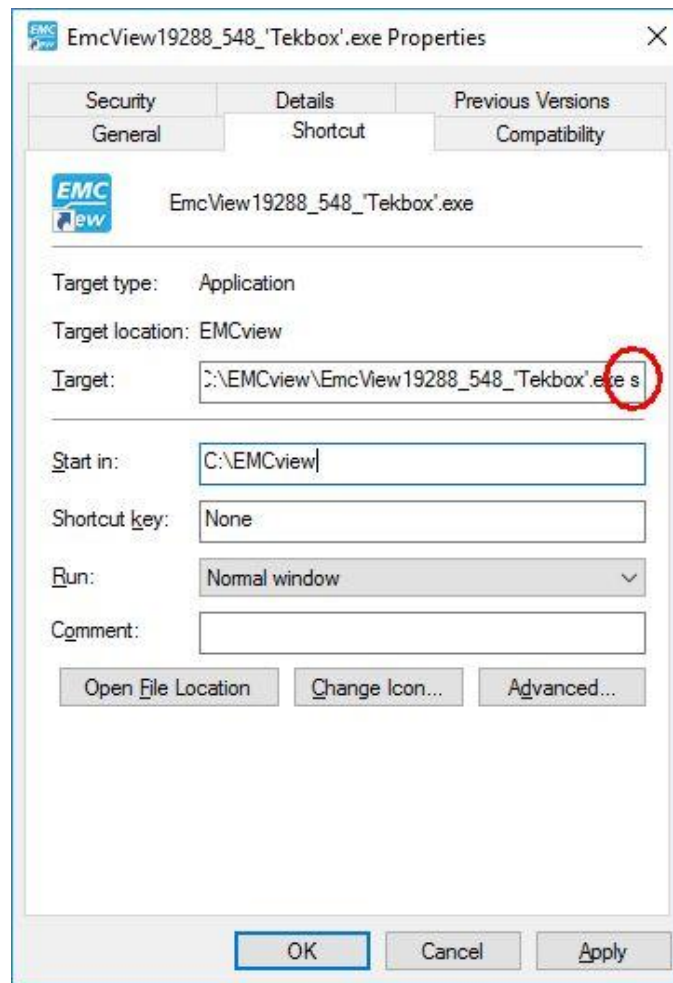 EmcView19288_548_'Tekbox'.exe Properties
Security Details Previous Versions
General Shortcut Compatibility
EMC
iew
EmcView19288_548_'Tekbox'.exe
Target type: Application
Target location: EMCview
Target: C:\EMCview\EmcView19288_548_'Tekbox'.exe s
Start in: C:\EMCview
Shortcut key: None
Run: Normal window
Comment:
Open File Location Change Icon... Advanced...
OK Cancel Apply